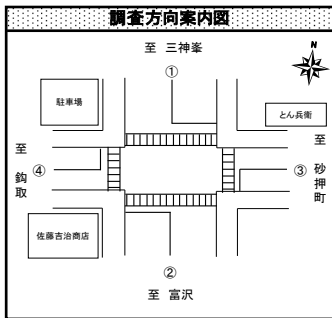 調査方向案内図
至 三神峯
①
N
駐車場
とん兵衛
至 鈎取
④
至 砂押町
③
佐藤吉治商店
②
至 富沢